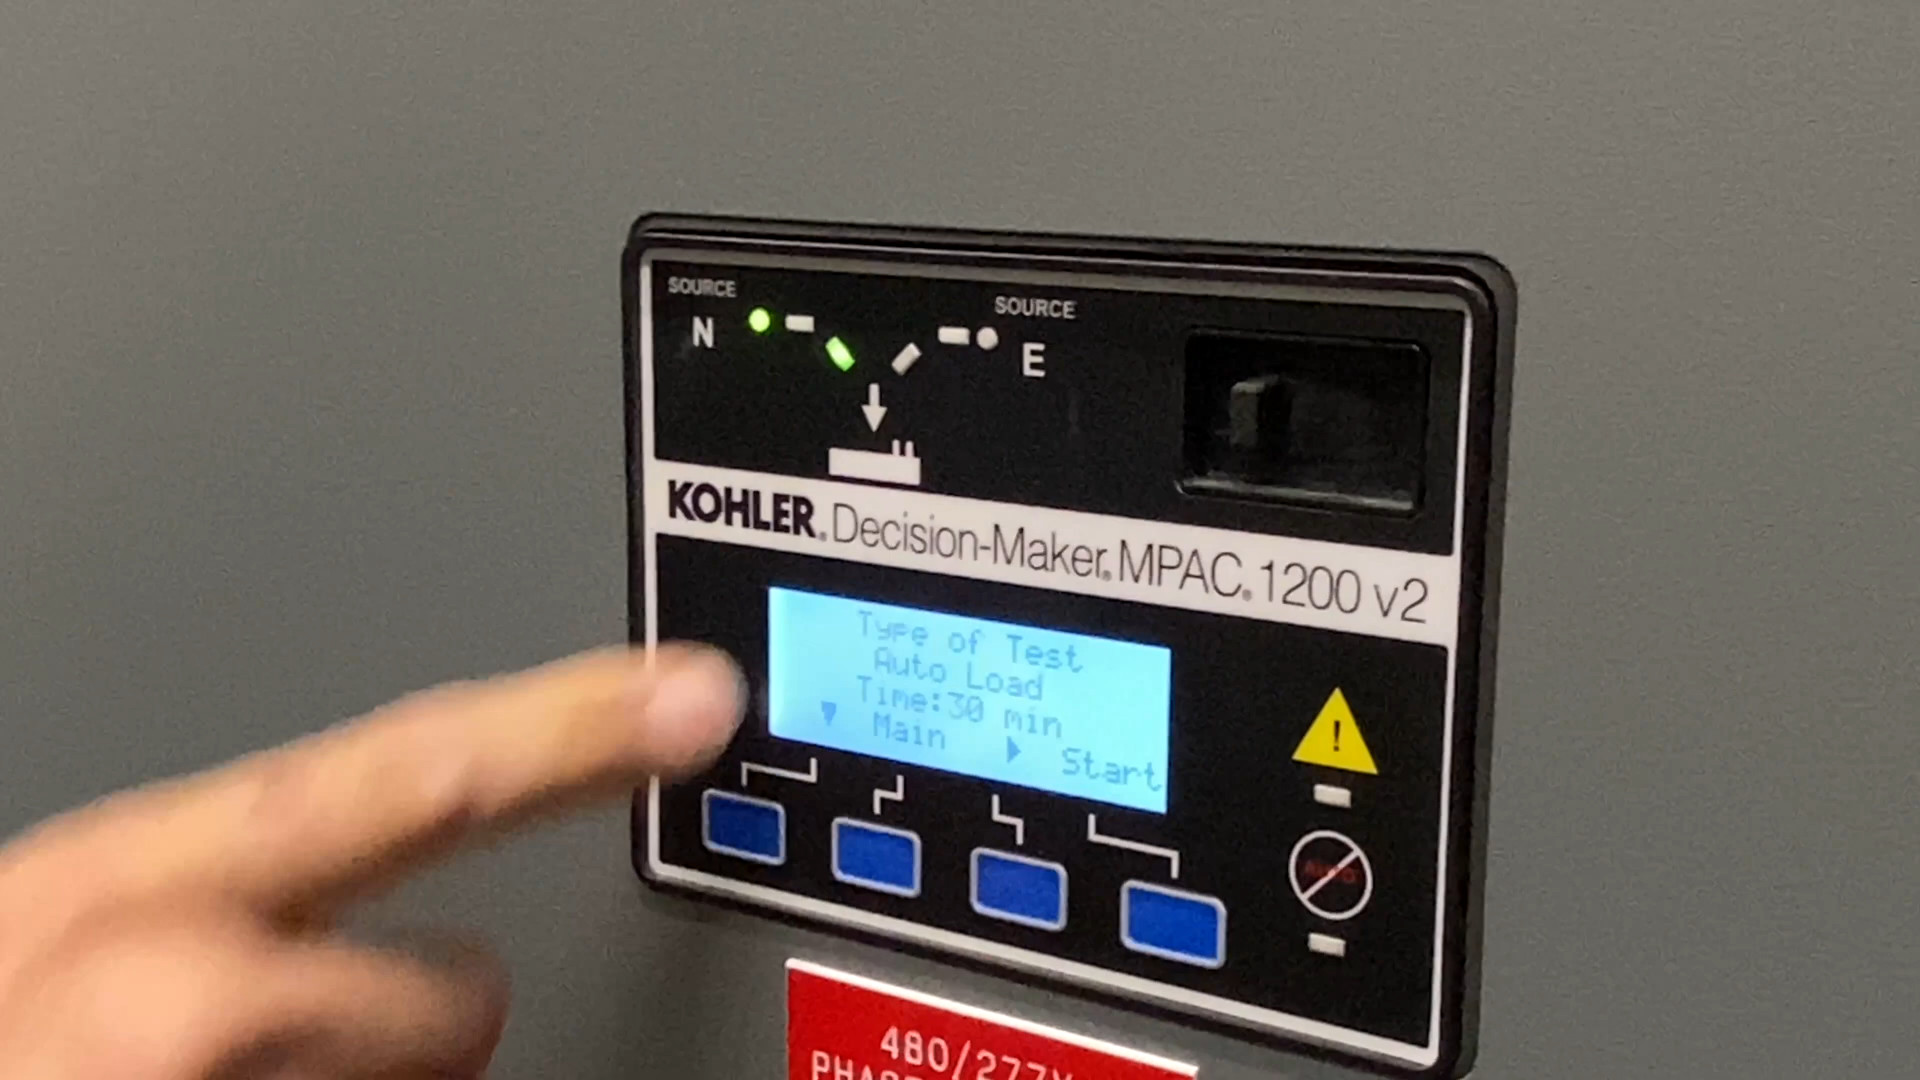 SOURCE
N
SOURCE
E
KOHLER® Decision-Maker® MPAC® 1200 v2
Type of Test
Auto Load
Time:30 min
▼ Main ▶ Start
!
480/277